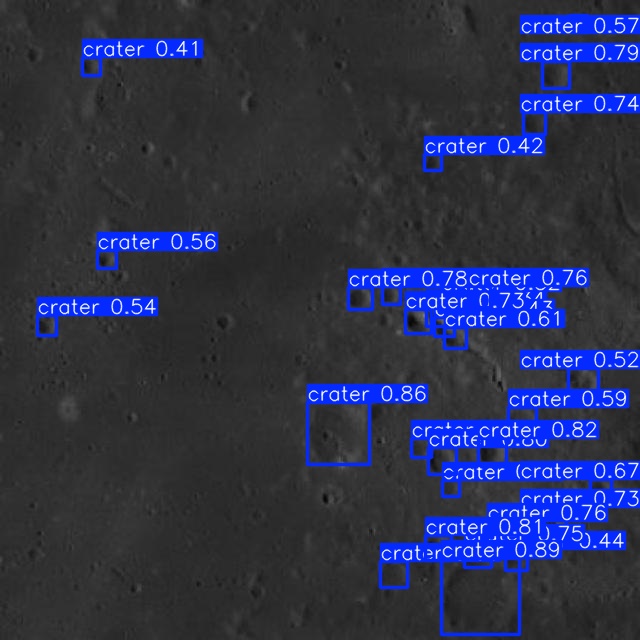 crater 0.57
crater 0.41
crater 0.79
crater 0.74
crater 0.42
crater 0.56
crater 0.78
crater 0.76
crater 0.73
crater 0.54
crater 0.61
crater 0.52
crater 0.86
crater 0.59
crater 0.82
crater 0.67
crater 0.73
crater 0.76
crater 0.81
0.44
crater 0.89